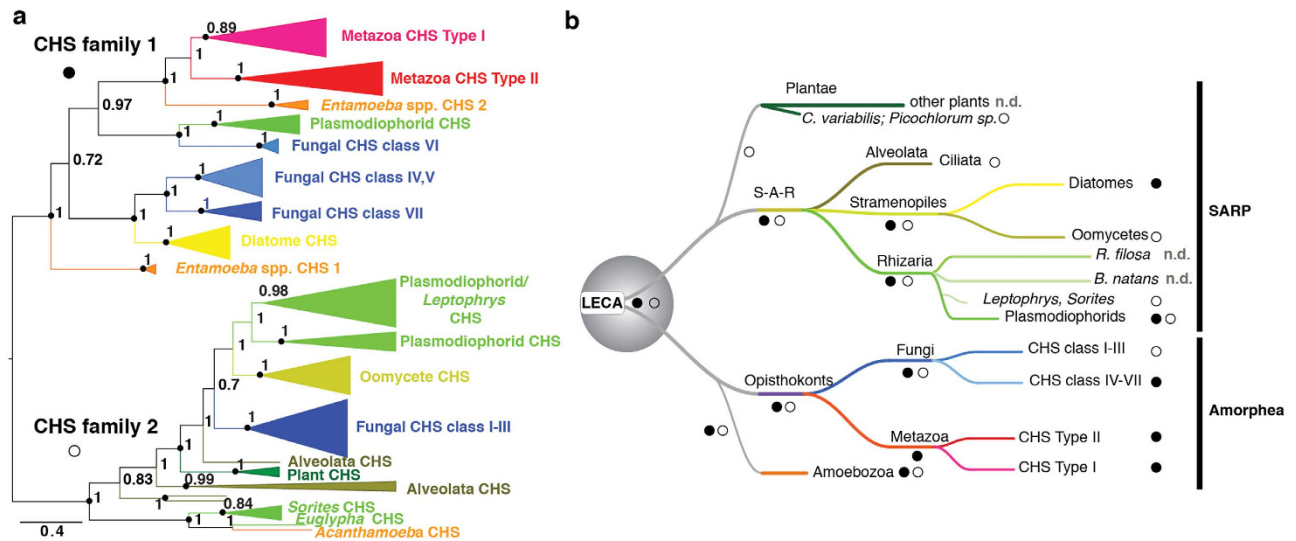 a
0.89
Metazoa CHS Type I
CHS family 1
1
1
Metazoa CHS Type II
1
0.97
1
Entamoeba spp. CHS 2
1
Plasmodiophorid CHS
1
1
Fungal CHS class VI
0.72
1
Fungal CHS class IV,V
1
1
Fungal CHS class VII
1
1
1
Diatome CHS
1
Entamoeba spp. CHS 1
0.98
Plasmodiophorid/
Leptophrys
CHS
1
1
Plasmodiophorid CHS
1
0.7
1
Oomycete CHS
1
1
Fungal CHS class I-III
CHS family 2
1
Alveolata CHS
1
1
Plant CHS
0.83
0.99
Alveolata CHS
1
1
0.84
Sorites CHS
1
1
Euglypha CHS
Acanthamoeba CHS
0.4
b
Plantae
other plants n.d.
C. variabilis; Picochlorum sp.
Alveolata
Ciliata
S-A-R
Diatomes
Stramenopiles
SARP
Oomycetes
Rhizaria
R. filosa n.d.
B. natans n.d.
LECA
Leptophrys, Sorites
Plasmodiophorids
Fungi
CHS class I-III
Opisthokonts
CHS class IV-VII
Amorphea
Metazoa
CHS Type II
CHS Type I
Amoebozoa